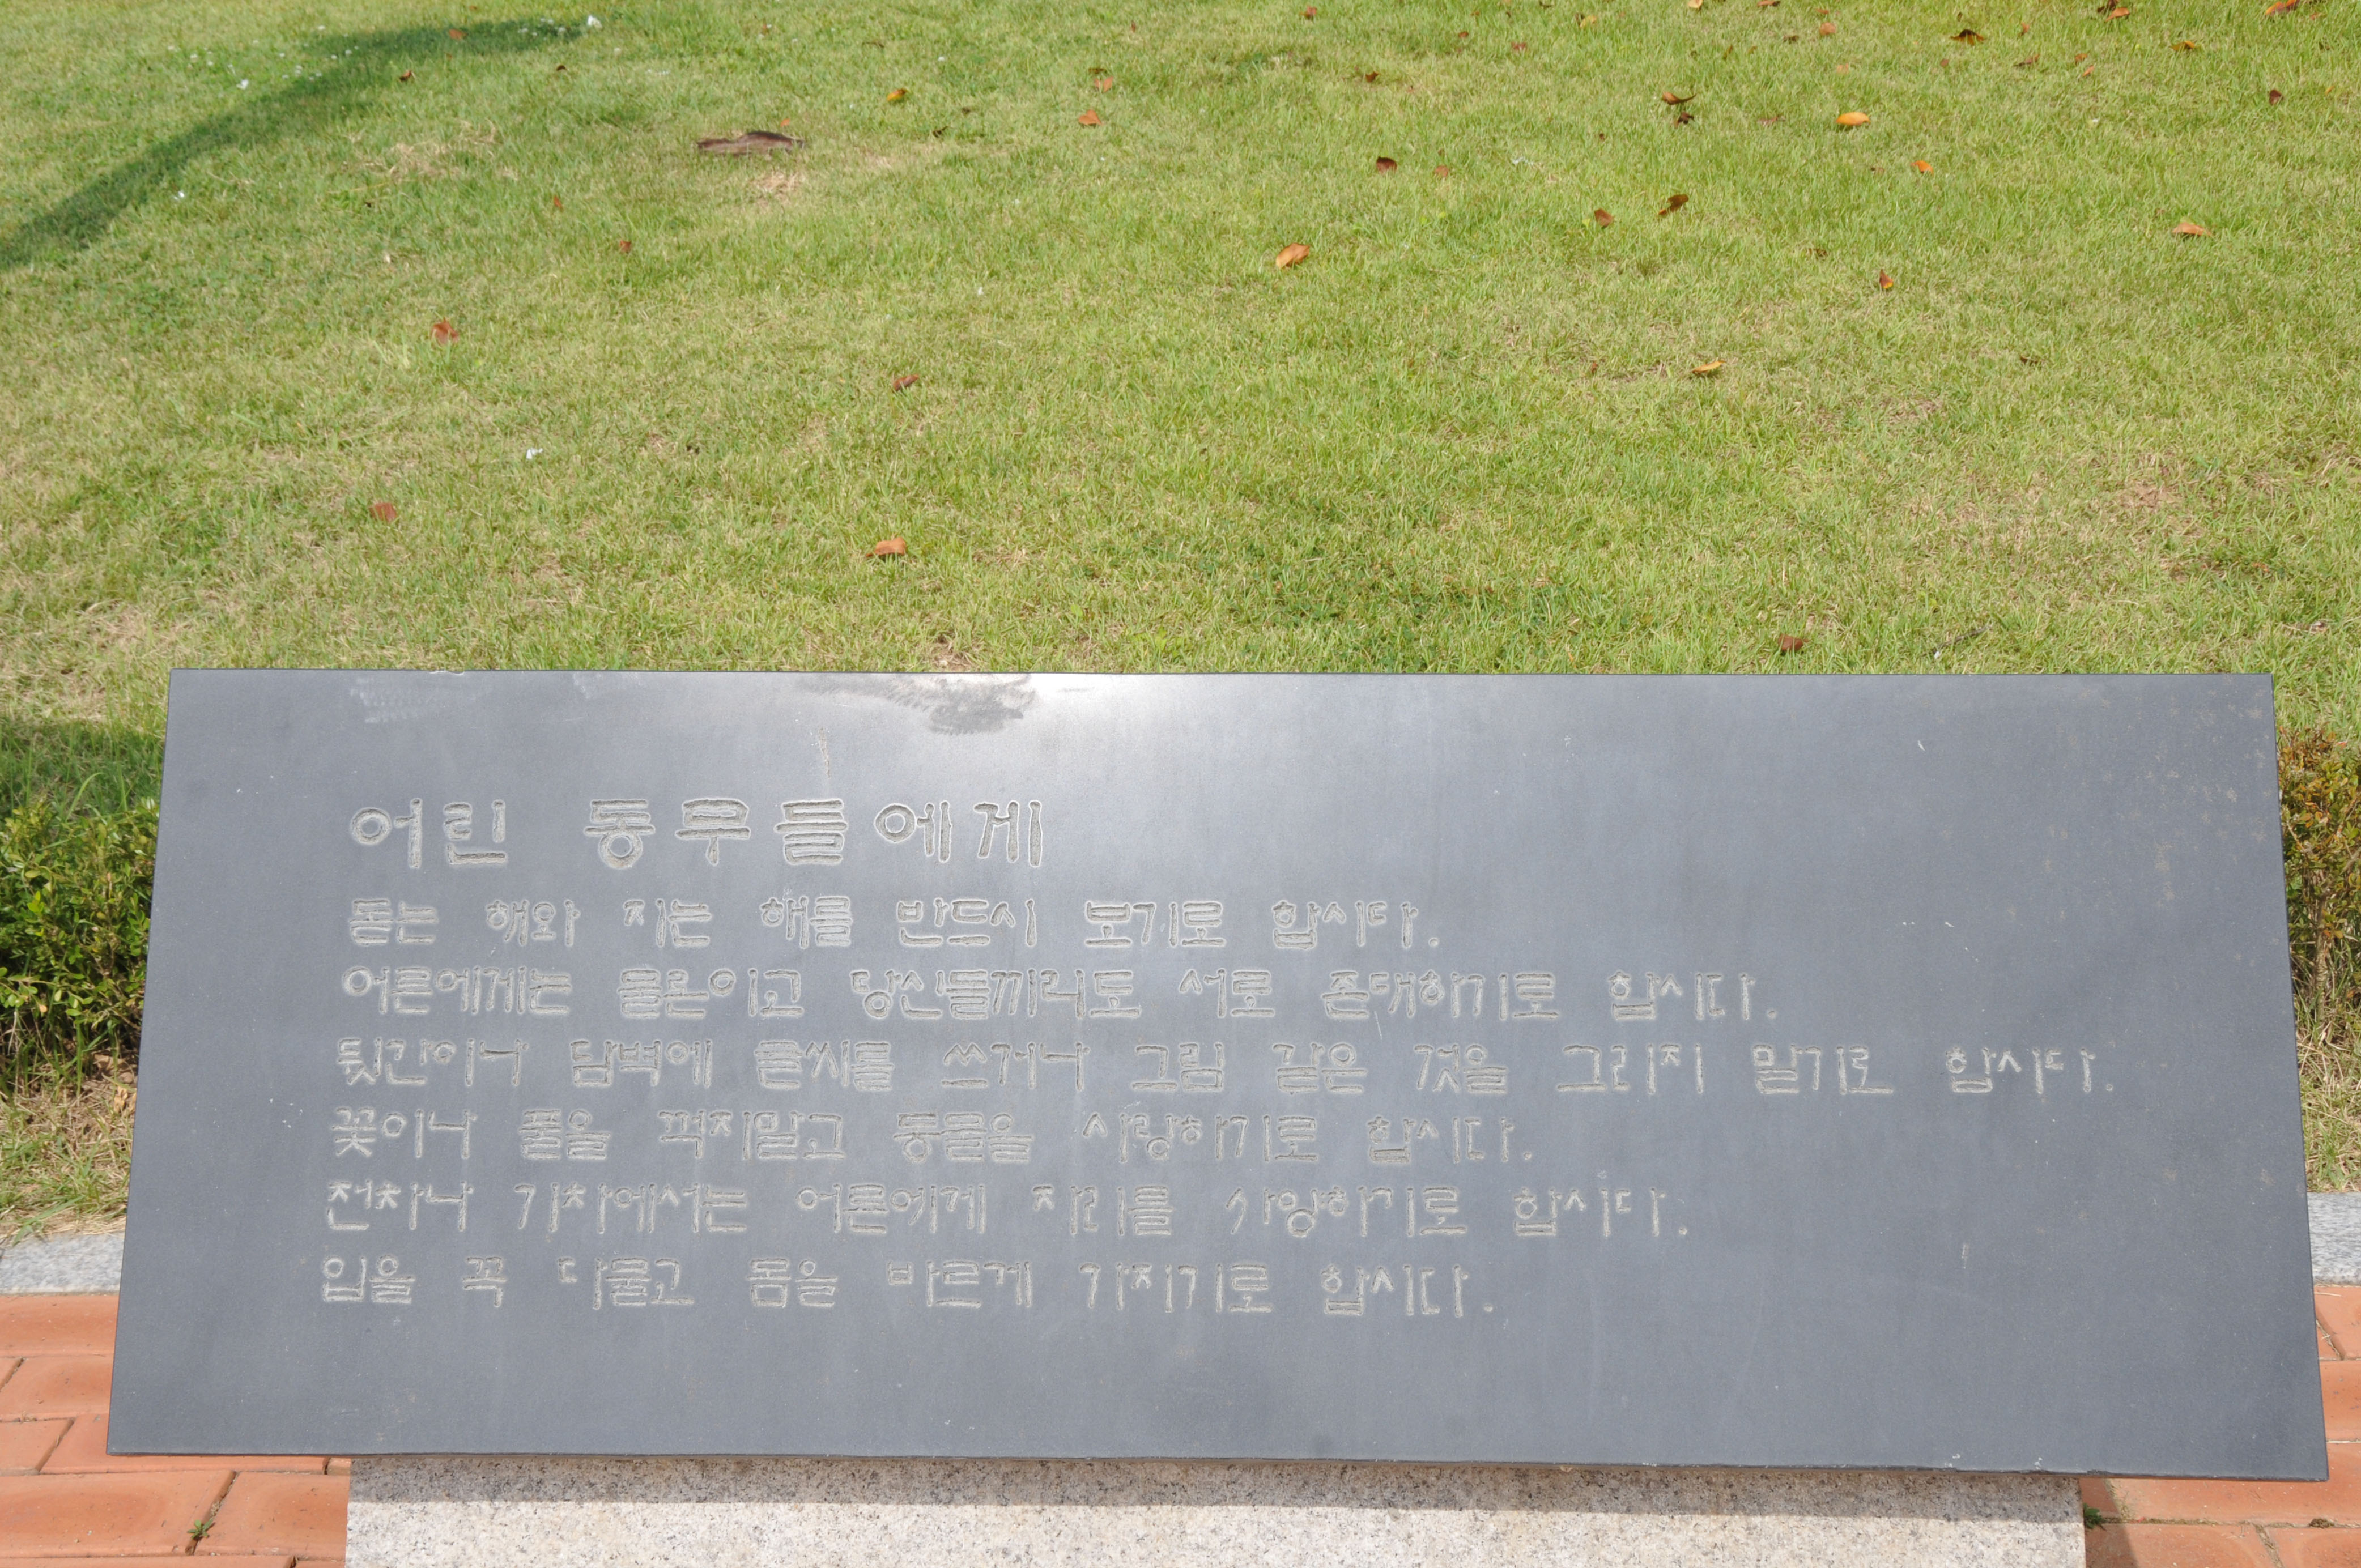 어린 동무들에게
돋는 해와 지는 해를 반드시 보기로 합시다.
어른에게는 물론이고 당신들끼리도 서로 존대하기로 합시다.
뒷간이나 담벽에 글씨를 쓰거나 그림 같은 것을 그리지 말기로 합시다.
꽃이나 풀을 꺽지말고 동물을 사랑하기로 합시다.
전차나 기차에서는 어른에게 자리를 사양하기로 합시다.
입을 꼭 다물고 몸을 바르게 가지기로 합시다.